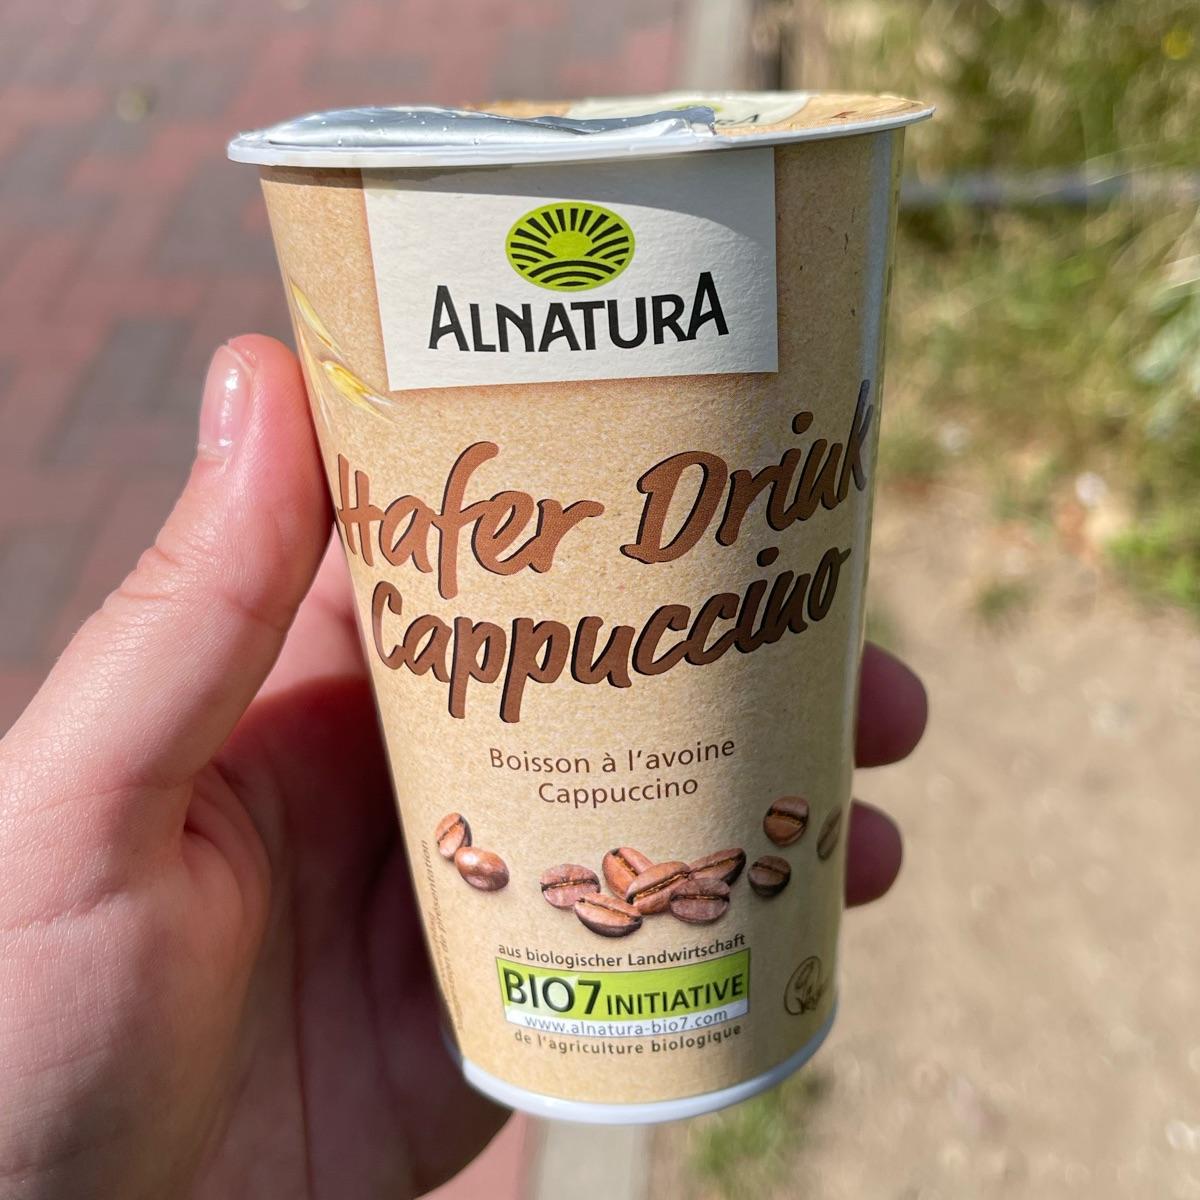 ALNATURA
Hafer Drink
Cappuccino
Boisson à l'avoine
Cappuccino
aus biologischer Landwirtschaft
BIO7 INITIATIVE
www.alnatura-bio7.com
de l'agriculture biologique